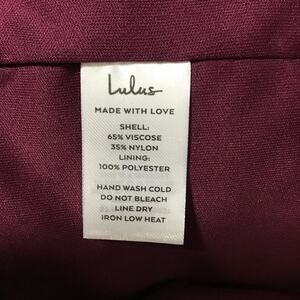 Lulus
MADE WITH LOVE
SHELL:
65% VISCOSE
35% NYLON
LINING:
100% POLYESTER
HAND WASH COLD
DO NOT BLEACH
LINE DRY
IRON LOW HEAT